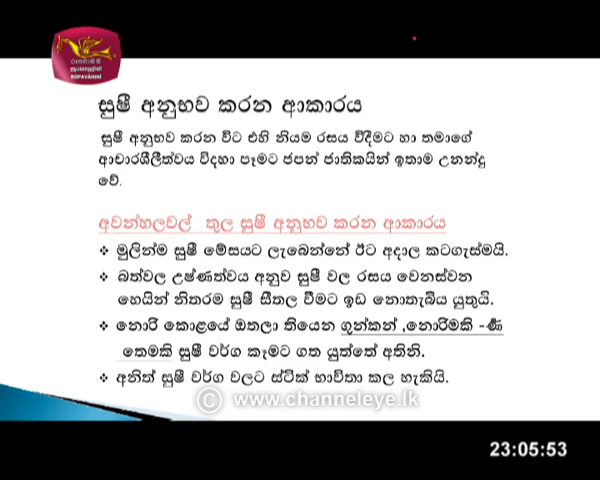 රූපවාහිනී
ரூபவாஹினி
RUPAVAHINI
සුෂී අනුභව කරන ආකාරය
සුෂී අනුභව කරන විට එහි නියම රසය විඳීමට හා තමාගේ
ආචාරශීලීත්වය විදහා පෑමට ජපන් ජාතිකයින් ඉතාම උනන්දු
වේ.
අවන්හලවල් තුල සුෂී අනුභව කරන ආකාරය
❖ මුලින්ම සුෂී මේසයට ලැබෙන්නේ ඊට අදාල කටගැස්මයි.
❖ බත්වල උෂ්ණත්වය අනුව සුෂී වල රසය වෙනස්වන
හෙයින් නිතරම සුෂී සීතල වීමට ඉඩ නොතැබිය යුතුයි.
❖ නොරි කොළයේ ඔතලා තියෙන ගුන්කන් ,නොරිමකි -ර්‍ණ
තෙමකි සුෂී වර්ග කෑමට ගත යුත්තේ අතිනි.
❖ අනිත් සුෂී වර්ග වලට ස්ටික් භාවිතා කල හැකියි.
© www.channeleye.lk
23:05:53